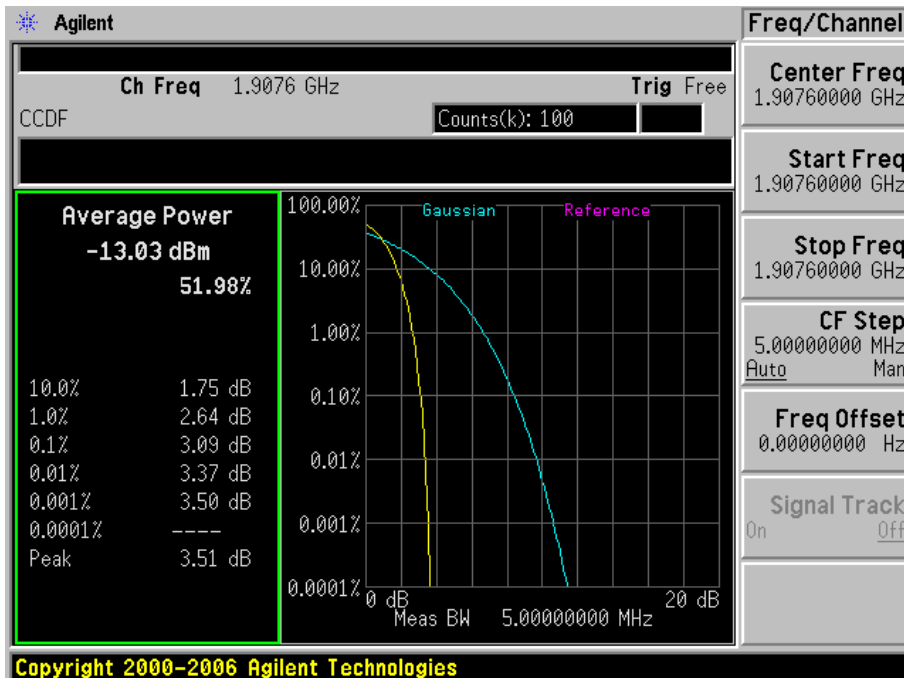 Agilent
Freq/Channel
Ch Freq 1.9076 GHz Trig Free
CCDF Counts(k): 100
Average Power
-13.03 dBm
51.98%
10.0% 1.75 dB
1.0% 2.64 dB
0.1% 3.09 dB
0.01% 3.37 dB
0.001% 3.50 dB
0.0001% ----
Peak 3.51 dB
Gaussian Reference
100.00%
10.00%
1.00%
0.10%
0.01%
0.001%
0.0001%
0 dB 20 dB
Meas BW 5.00000000 MHz
Center Freq
1.90760000 GHz
Start Freq
1.90760000 GHz
Stop Freq
1.90760000 GHz
CF Step
5.00000000 MHz
Auto Man
Freq Offset
0.00000000 Hz
Signal Track
On Off
Copyright 2000-2006 Agilent Technologies